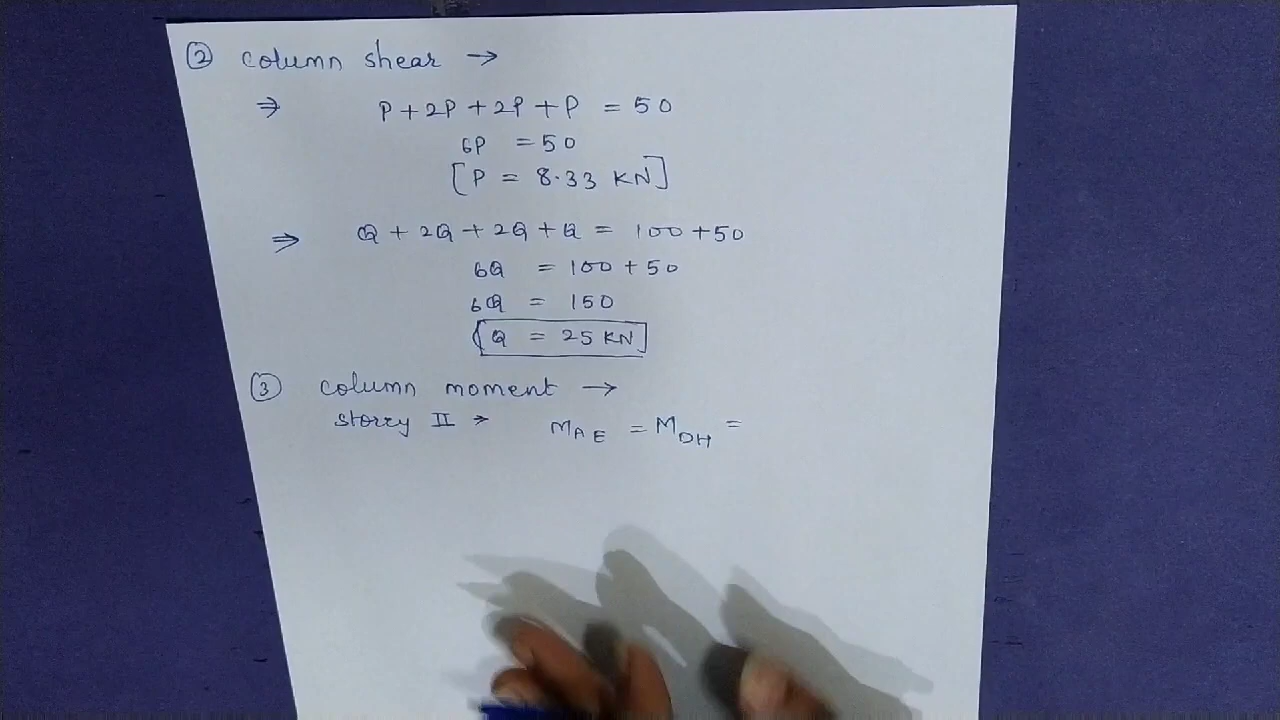 ② column shear →
⇒ P + 2P + 2P + P = 50
6P = 50
[P = 8.33 KN]
⇒ Q + 2Q + 2Q + Q = 100 + 50
6Q = 100 + 50
6Q = 150
[Q = 25 KN]
③ column moment →
storey II → MAE = MDH =